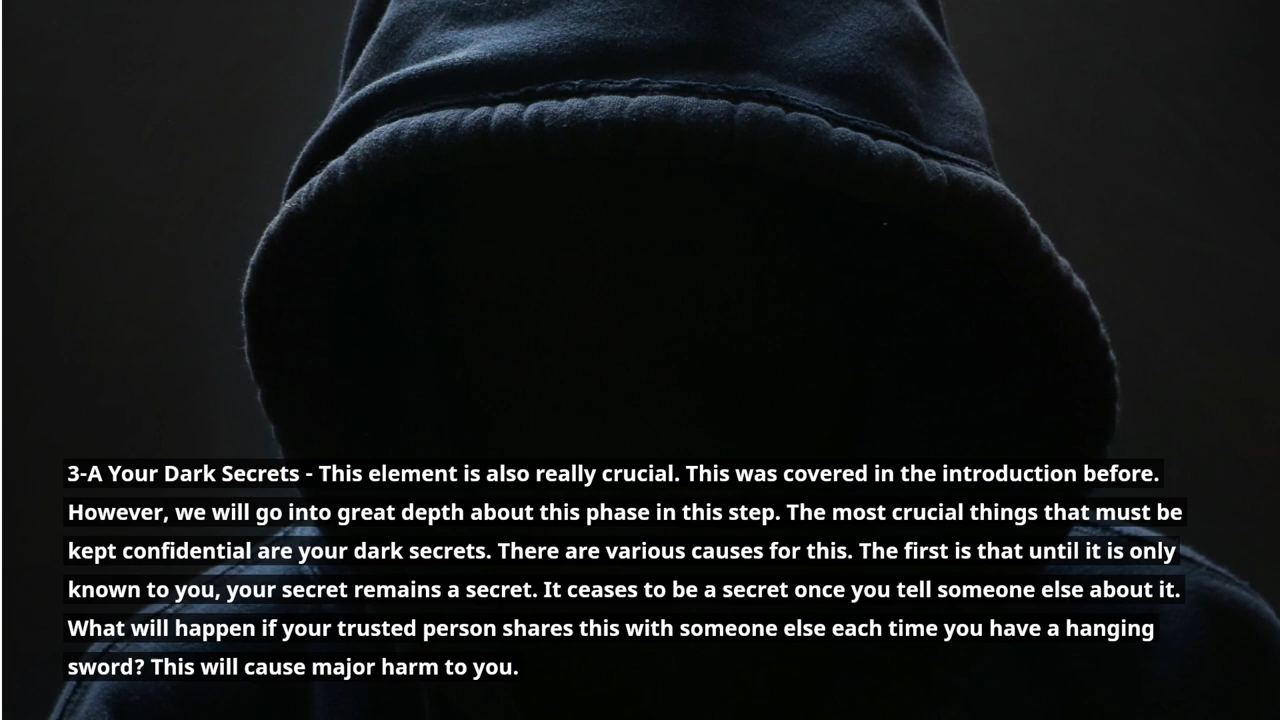 3-A Your Dark Secrets - This element is also really crucial. This was covered in the introduction before.
However, we will go into great depth about this phase in this step. The most crucial things that must be
kept confidential are your dark secrets. There are various causes for this. The first is that until it is only
known to you, your secret remains a secret. It ceases to be a secret once you tell someone else about it.
What will happen if your trusted person shares this with someone else each time you have a hanging
sword? This will cause major harm to you.